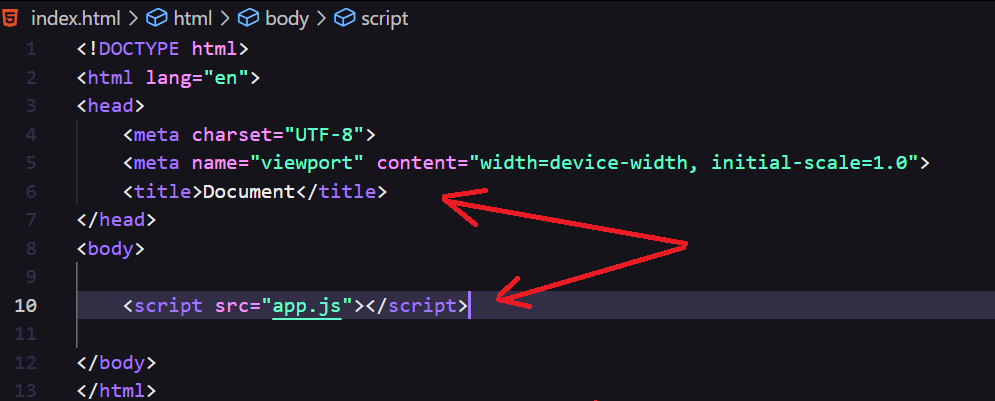 index.html > html > body > script
1 <!DOCTYPE html>
2 <html lang="en">
3 <head>
4 <meta charset="UTF-8">
5 <meta name="viewport" content="width=device-width, initial-scale=1.0">
6 <title>Document</title>
7 </head>
8 <body>
9
10 <script src="app.js"></script>
11
12 </body>
13 </html>